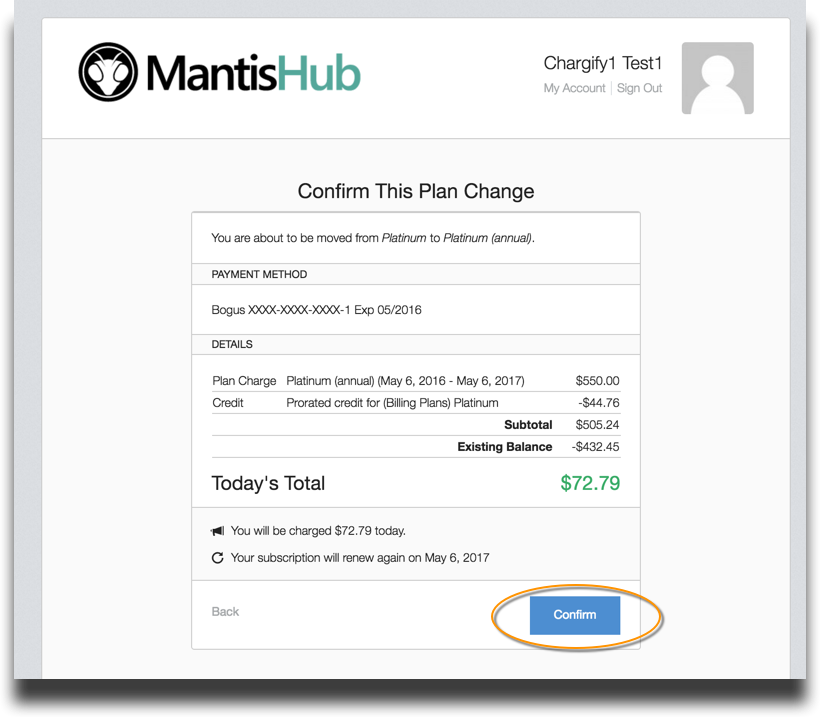 MantisHub
Chargify1 Test1
My Account Sign Out
Confirm This Plan Change
You are about to be moved from Platinum to Platinum (annual).
PAYMENT METHOD
Bogus XXXX-XXXX-XXXX-1 Exp 05/2016
DETAILS
Plan Charge Platinum (annual) (May 6, 2016 - May 6, 2017) $550.00
Credit Prorated credit for (Billing Plans) Platinum -$44.76
Subtotal $505.24
Existing Balance -$432.45
Today's Total $72.79
You will be charged $72.79 today.
Your subscription will renew again on May 6, 2017
Back Confirm